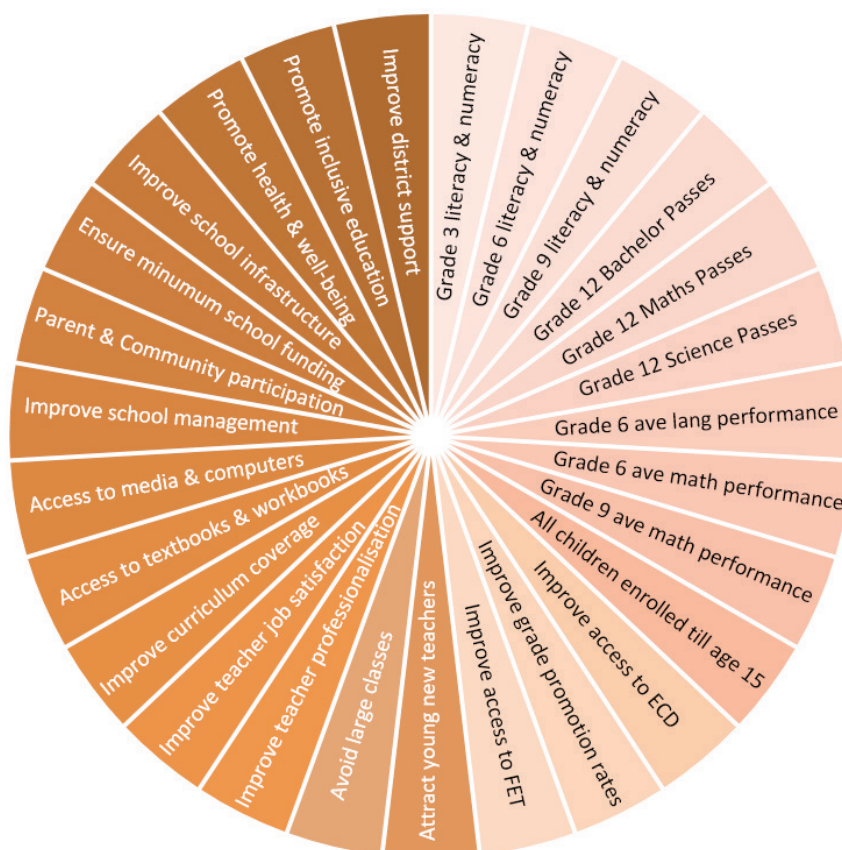 Grade 3 literacy & numeracy
Grade 6 literacy & numeracy
Grade 9 literacy & numeracy
Grade 12 Bachelor Passes
Grade 12 Maths Passes
Grade 12 Science Passes
Grade 6 ave lang performance
Grade 6 ave math performance
Grade 9 ave math performance
All children enrolled till age 15
Improve access to ECD
Improve grade promotion rates
Improve access to FET
Attract young new teachers
Avoid large classes
Improve teacher professionalisation
Improve teacher job satisfaction
Improve curriculum coverage
Access to textbooks & workbooks
Access to media & computers
Improve school management
Parent & Community participation
Ensure minumum school funding
Improve school infrastructure
Promote health & well-being
Promote inclusive education
Improve district support